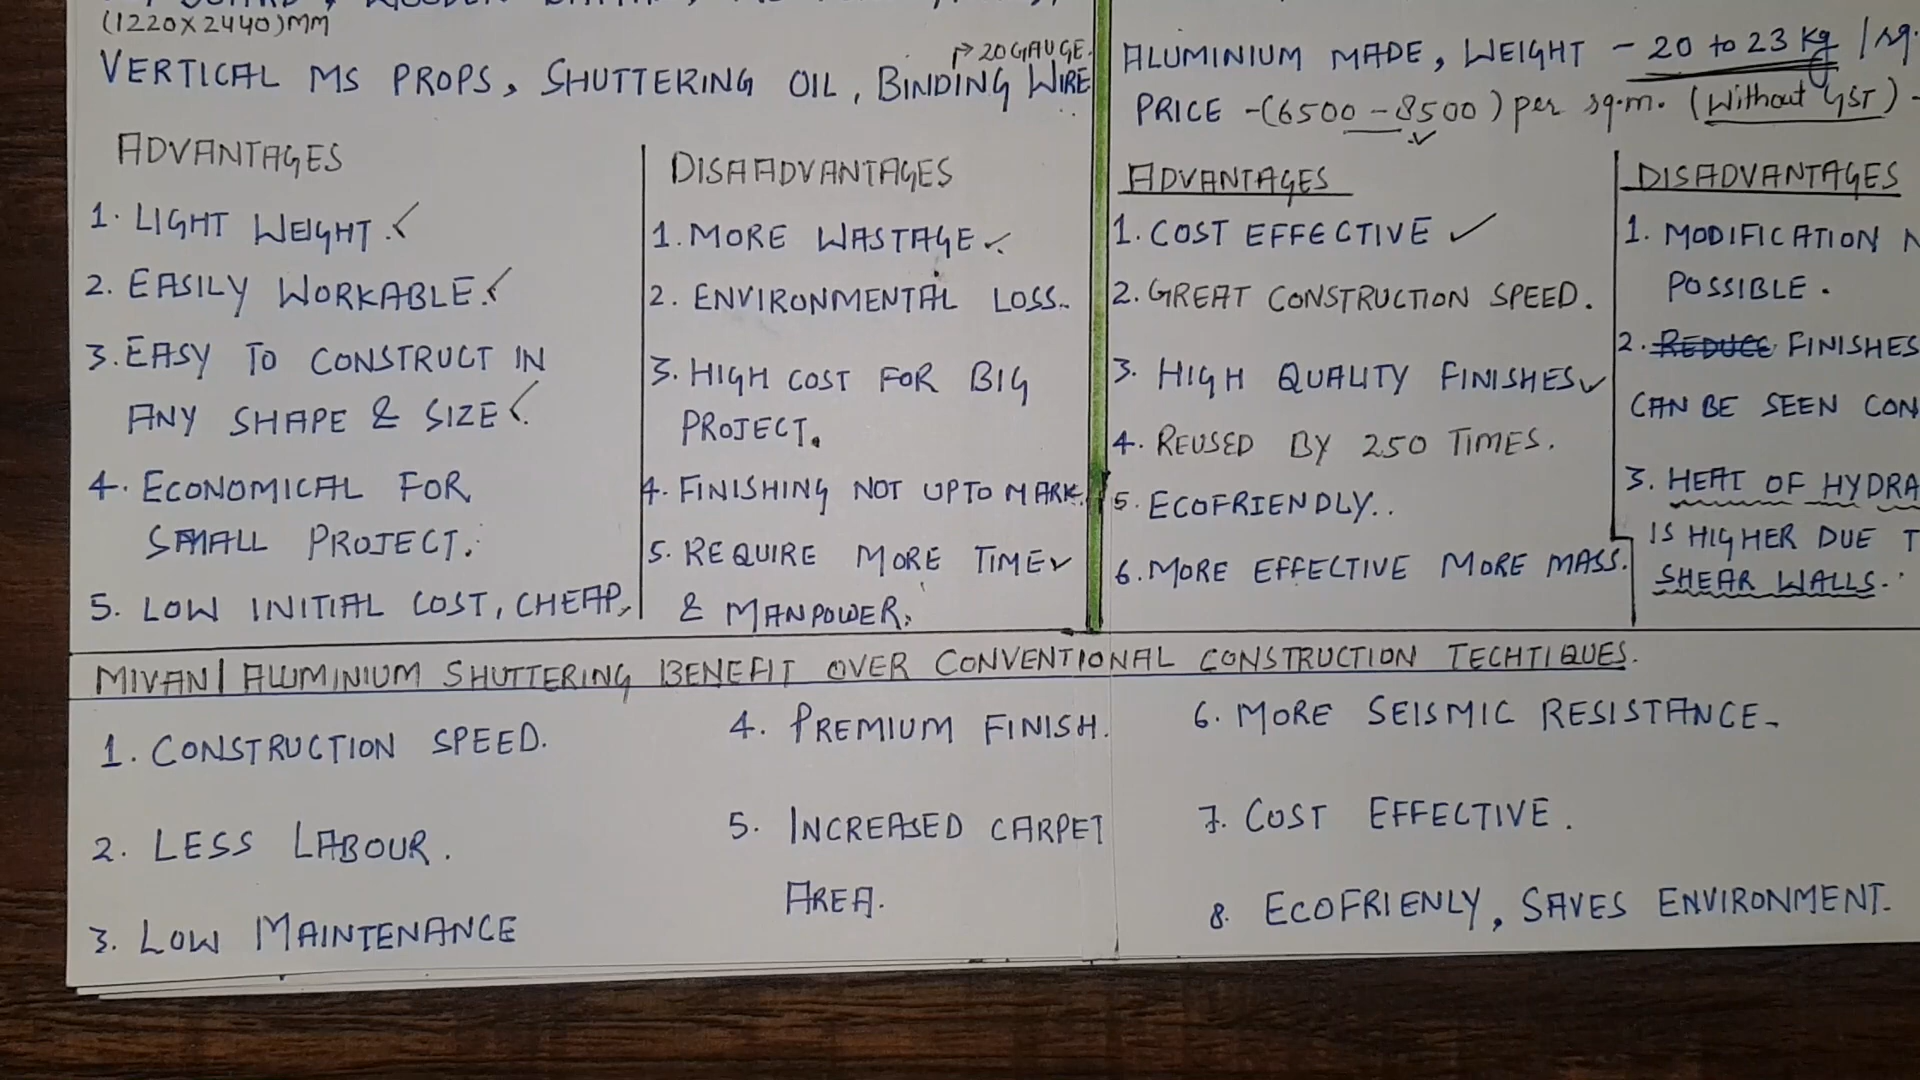 (1220X2440)MM
20 GAUGE.
VERTICAL MS PROPS, SHUTTERING OIL, BINDING WIRE
ADVANTAGES
1. LIGHT WEIGHT.
2. EASILY WORKABLE.
3. EASY TO CONSTRUCT IN
ANY SHAPE & SIZE
4. ECONOMICAL FOR
SMALL PROJECT.
5. LOW INITIAL COST, CHEAP,
DISAADVANTAGES
1. MORE WASTAGE
2. ENVIRONMENTAL LOSS.
3. HIGH COST FOR BIG
PROJECT.
4. FINISHING NOT UPTO MARK.
5. REQUIRE MORE TIME
& MANPOWER.
ALUMINIUM MADE, WEIGHT - 20 to 23 Kg /sq.
PRICE -(6500 - 8500) per sq.m. (Without GST) -
ADVANTAGES
1. COST EFFECTIVE
2. GREAT CONSTRUCTION SPEED.
3. HIGH QUALITY FINISHES
4. REUSED BY 250 TIMES.
5. ECOFRIENDLY..
6. MORE EFFECTIVE MORE MASS.
DISADVANTAGES
1. MODIFICATION N
POSSIBLE.
2. REDUCE FINISHES
CAN BE SEEN CON
3. HEAT OF HYDRA
IS HIGHER DUE T
SHEAR WALLS.
MIVAN/ALUMINIUM SHUTTERING BENEFIT OVER CONVENTIONAL CONSTRUCTION TECHTIQUES.
1. CONSTRUCTION SPEED.
2. LESS LABOUR.
3. LOW MAINTENANCE
4. PREMIUM FINISH.
5. INCREASED CARPET
AREA.
6. MORE SEISMIC RESISTANCE-
7. COST EFFECTIVE.
8. ECOFRIENLY, SAVES ENVIRONMENT.